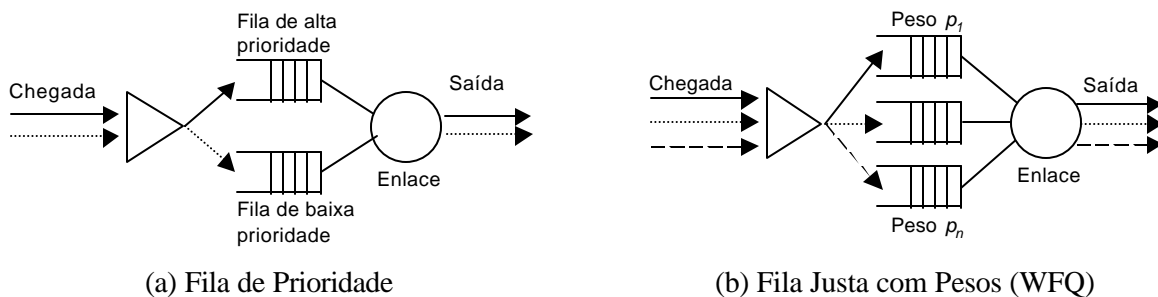 Fila de alta
prioridade
Chegada
Saída
Enlace
Fila de baixa
prioridade
(a) Fila de Prioridade
Peso p1
Chegada
Saída
Enlace
Peso pn
(b) Fila Justa com Pesos (WFQ)